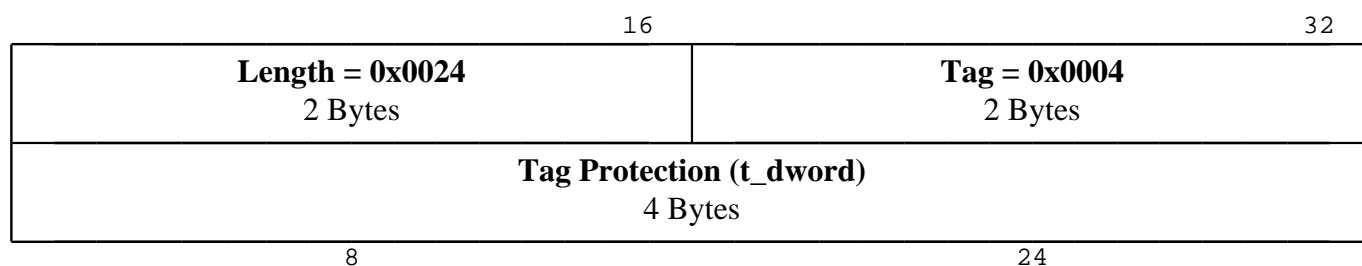 16 32
Length = 0x0024 Tag = 0x0004
2 Bytes 2 Bytes
Tag Protection (t_dword)
4 Bytes
8 24